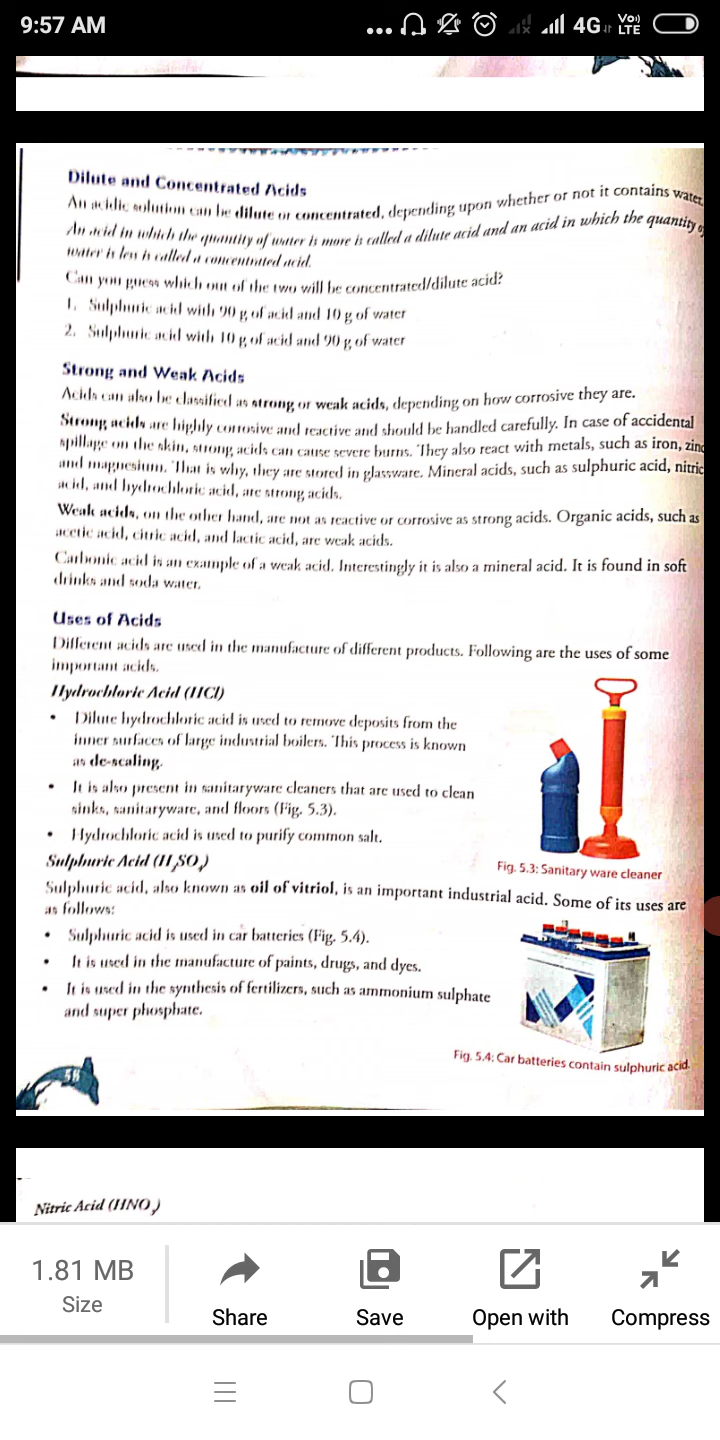 9:57 AM
... 4G Vo)) LTE
Dilute and Concentrated Acids
An acidic solution can be dilute or concentrated, depending upon whether or not it contains water.
An acid in which the quantity of water is more is called a dilute acid and an acid in which the quantity
water is less is called a concentrated acid.
Can you guess which out of the two will be concentrated/dilute acid?
1. Sulphuric acid with 90 g of acid and 10 g of water
2. Sulphuric acid with 10 g of acid and 90 g of water
Strong and Weak Acids
Acids can also be classified as strong or weak acids, depending on how corrosive they are.
Strong acids are highly corrosive and reactive and should be handled carefully. In case of accidental
spillage on the skin, strong acids can cause severe burns. They also react with metals, such as iron, zinc
and magnesium. That is why, they are stored in glassware. Mineral acids, such as sulphuric acid, nitric
acid, and hydrochloric acid, are strong acids.
Weak acids, on the other hand, are not as reactive or corrosive as strong acids. Organic acids, such as
acetic acid, citric acid, and lactic acid, are weak acids.
Carbonic acid is an example of a weak acid. Interestingly it is also a mineral acid. It is found in soft
drinks and soda water.
Uses of Acids
Different acids are used in the manufacture of different products. Following are the uses of some
important acids.
Hydrochloric Acid (HCl)
• Dilute hydrochloric acid is used to remove deposits from the
inner surfaces of large industrial boilers. This process is known
as de-scaling.
• It is also present in sanitaryware cleaners that are used to clean
sinks, sanitaryware, and floors (Fig. 5.3).
• Hydrochloric acid is used to purify common salt.
Fig. 5.3: Sanitary ware cleaner
Sulphuric Acid (H₂SO₄)
Sulphuric acid, also known as oil of vitriol, is an important industrial acid. Some of its uses are
as follows:
• Sulphuric acid is used in car batteries (Fig. 5.4).
• It is used in the manufacture of paints, drugs, and dyes.
• It is used in the synthesis of fertilizers, such as ammonium sulphate
and super phosphate.
Fig. 5.4: Car batteries contain sulphuric acid.
58
Nitric Acid (HNO₃)
1.81 MB
Size
Share
Save
Open with
Compress